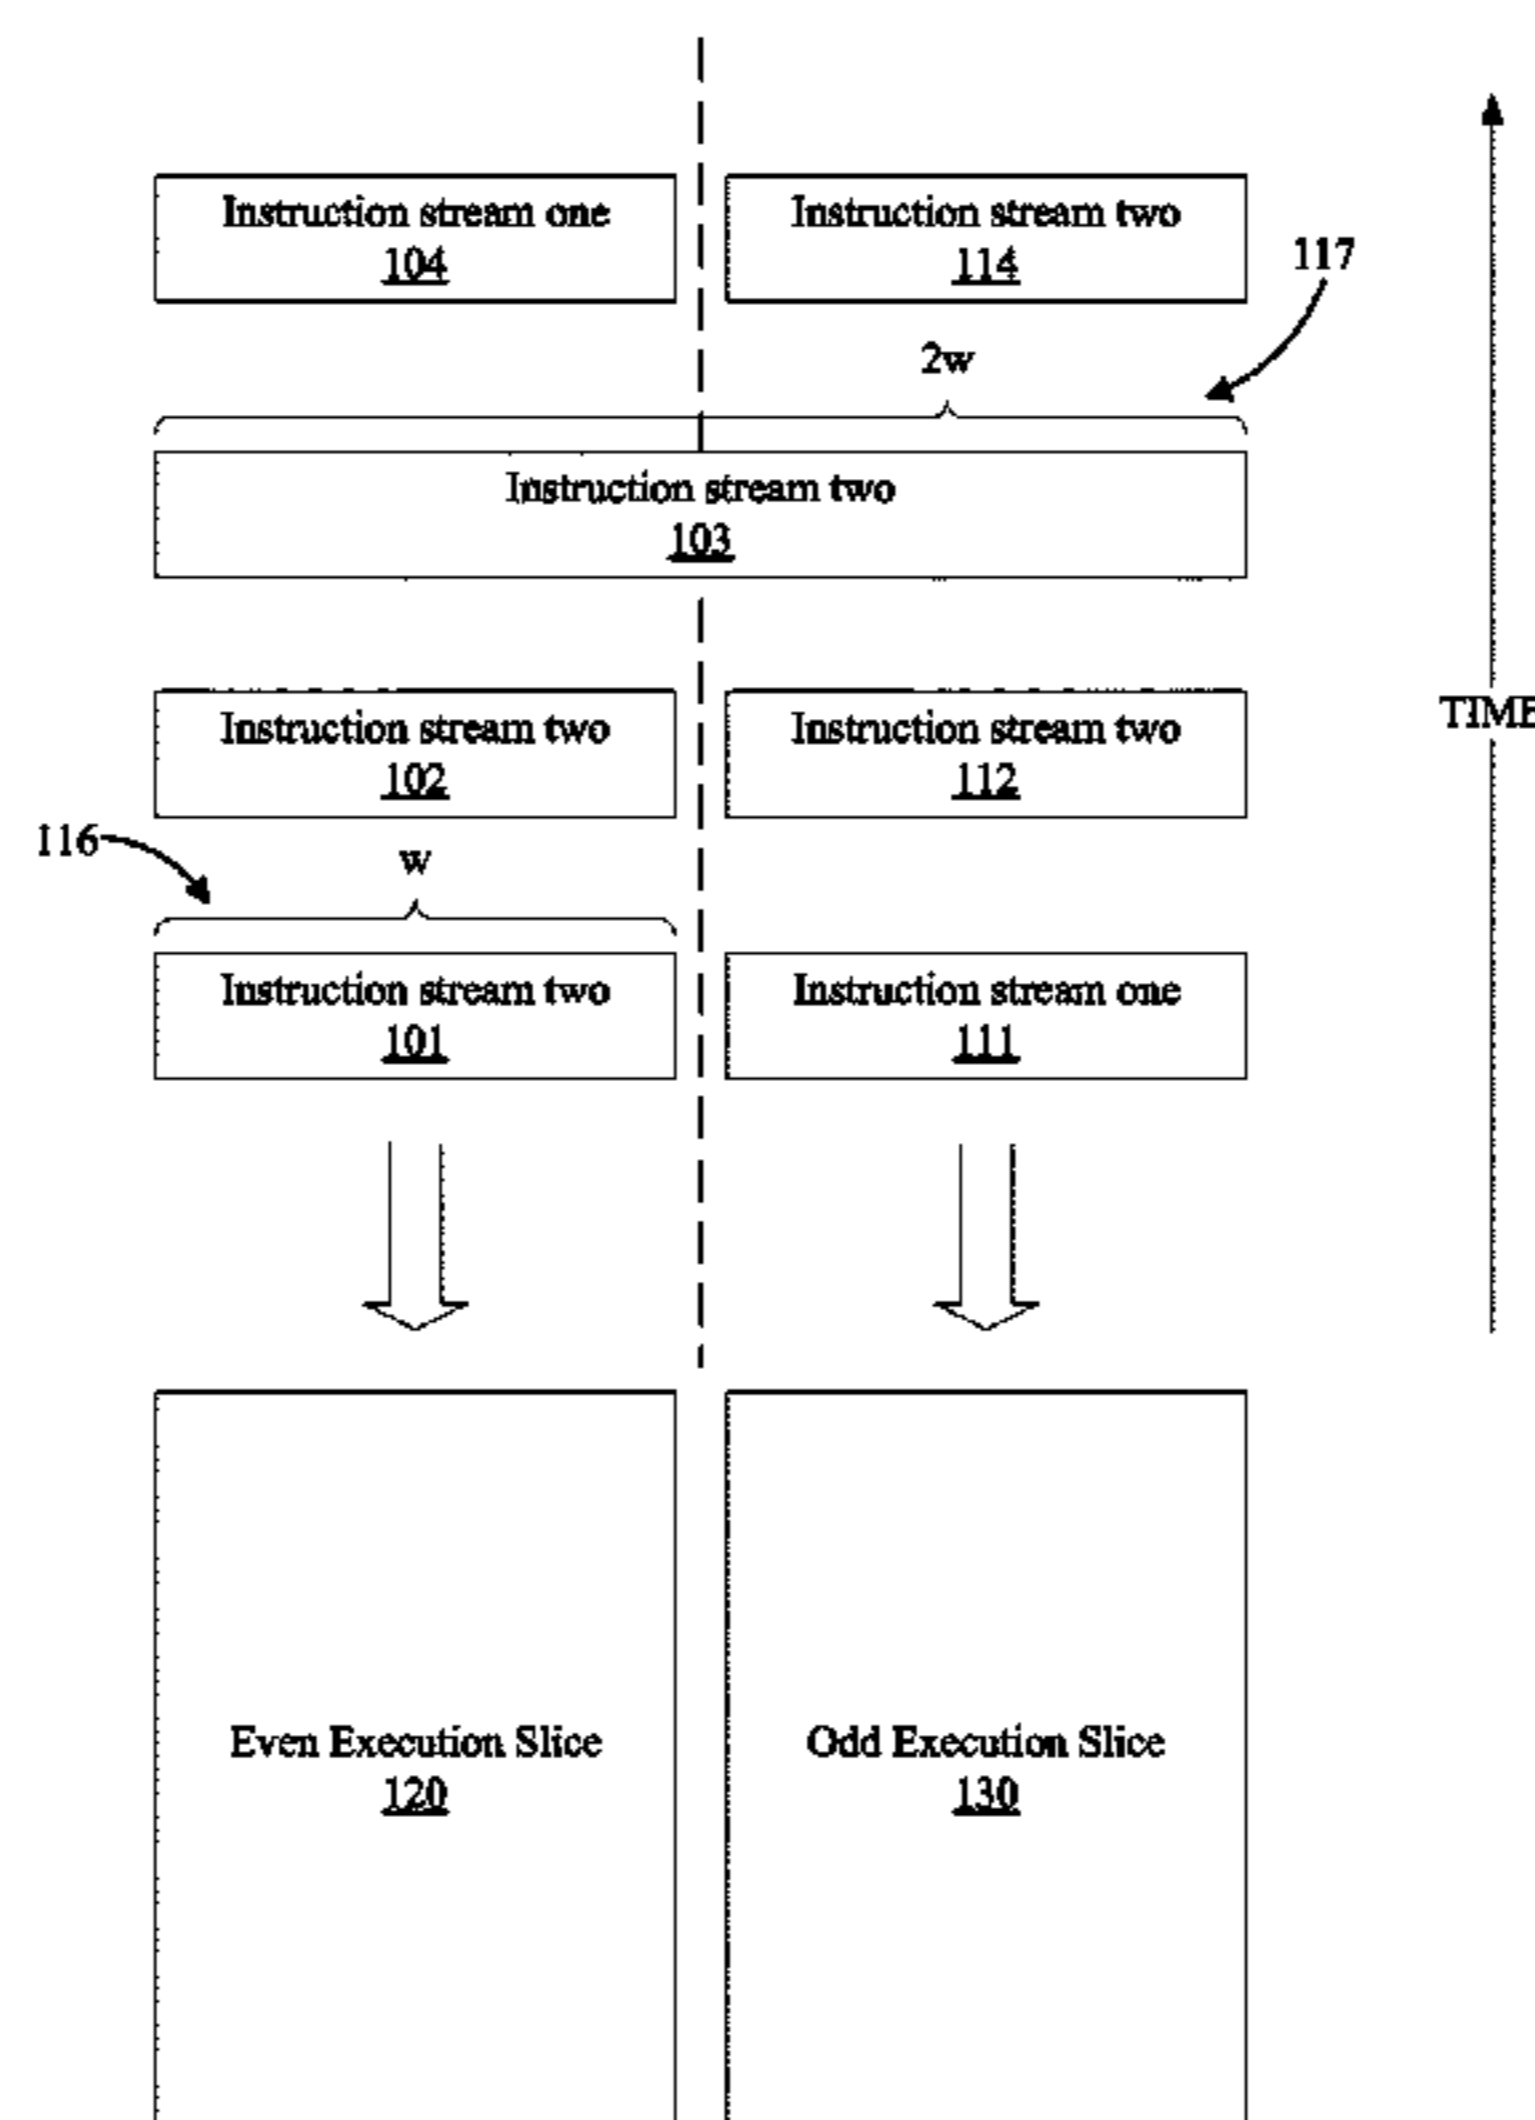 Instruction stream one
104
Instruction stream two
114
117
2w
Instruction stream two
103
TIME
Instruction stream two
102
Instruction stream two
112
116
w
Instruction stream two
101
Instruction stream one
111
Even Execution Slice
120
Odd Execution Slice
130